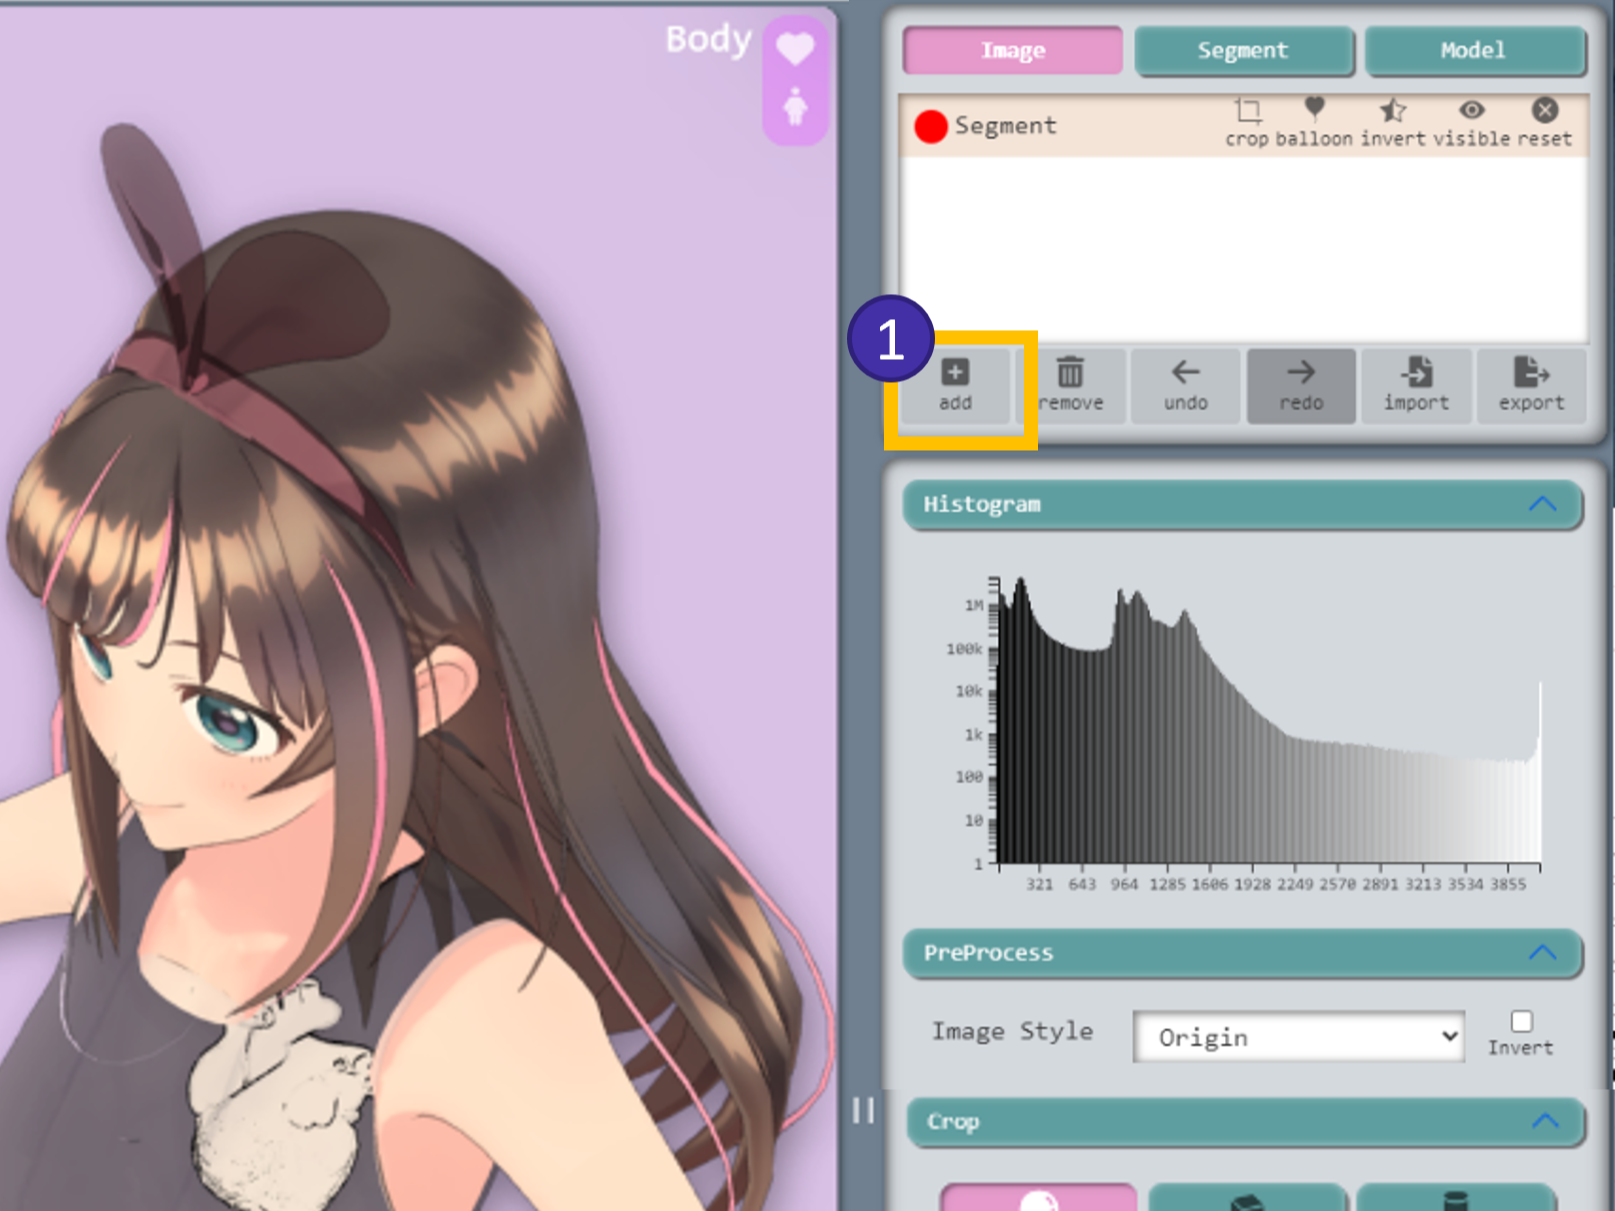 Body
Image Segment Model
Segment
crop balloon invert visible reset
1
add remove undo redo import export
Histogram
1M
100k
10k
1k
100
10
1
321 643 964 1285 1606 1928 2249 2570 2891 3213 3534 3855
PreProcess
Image Style Origin Invert
Crop